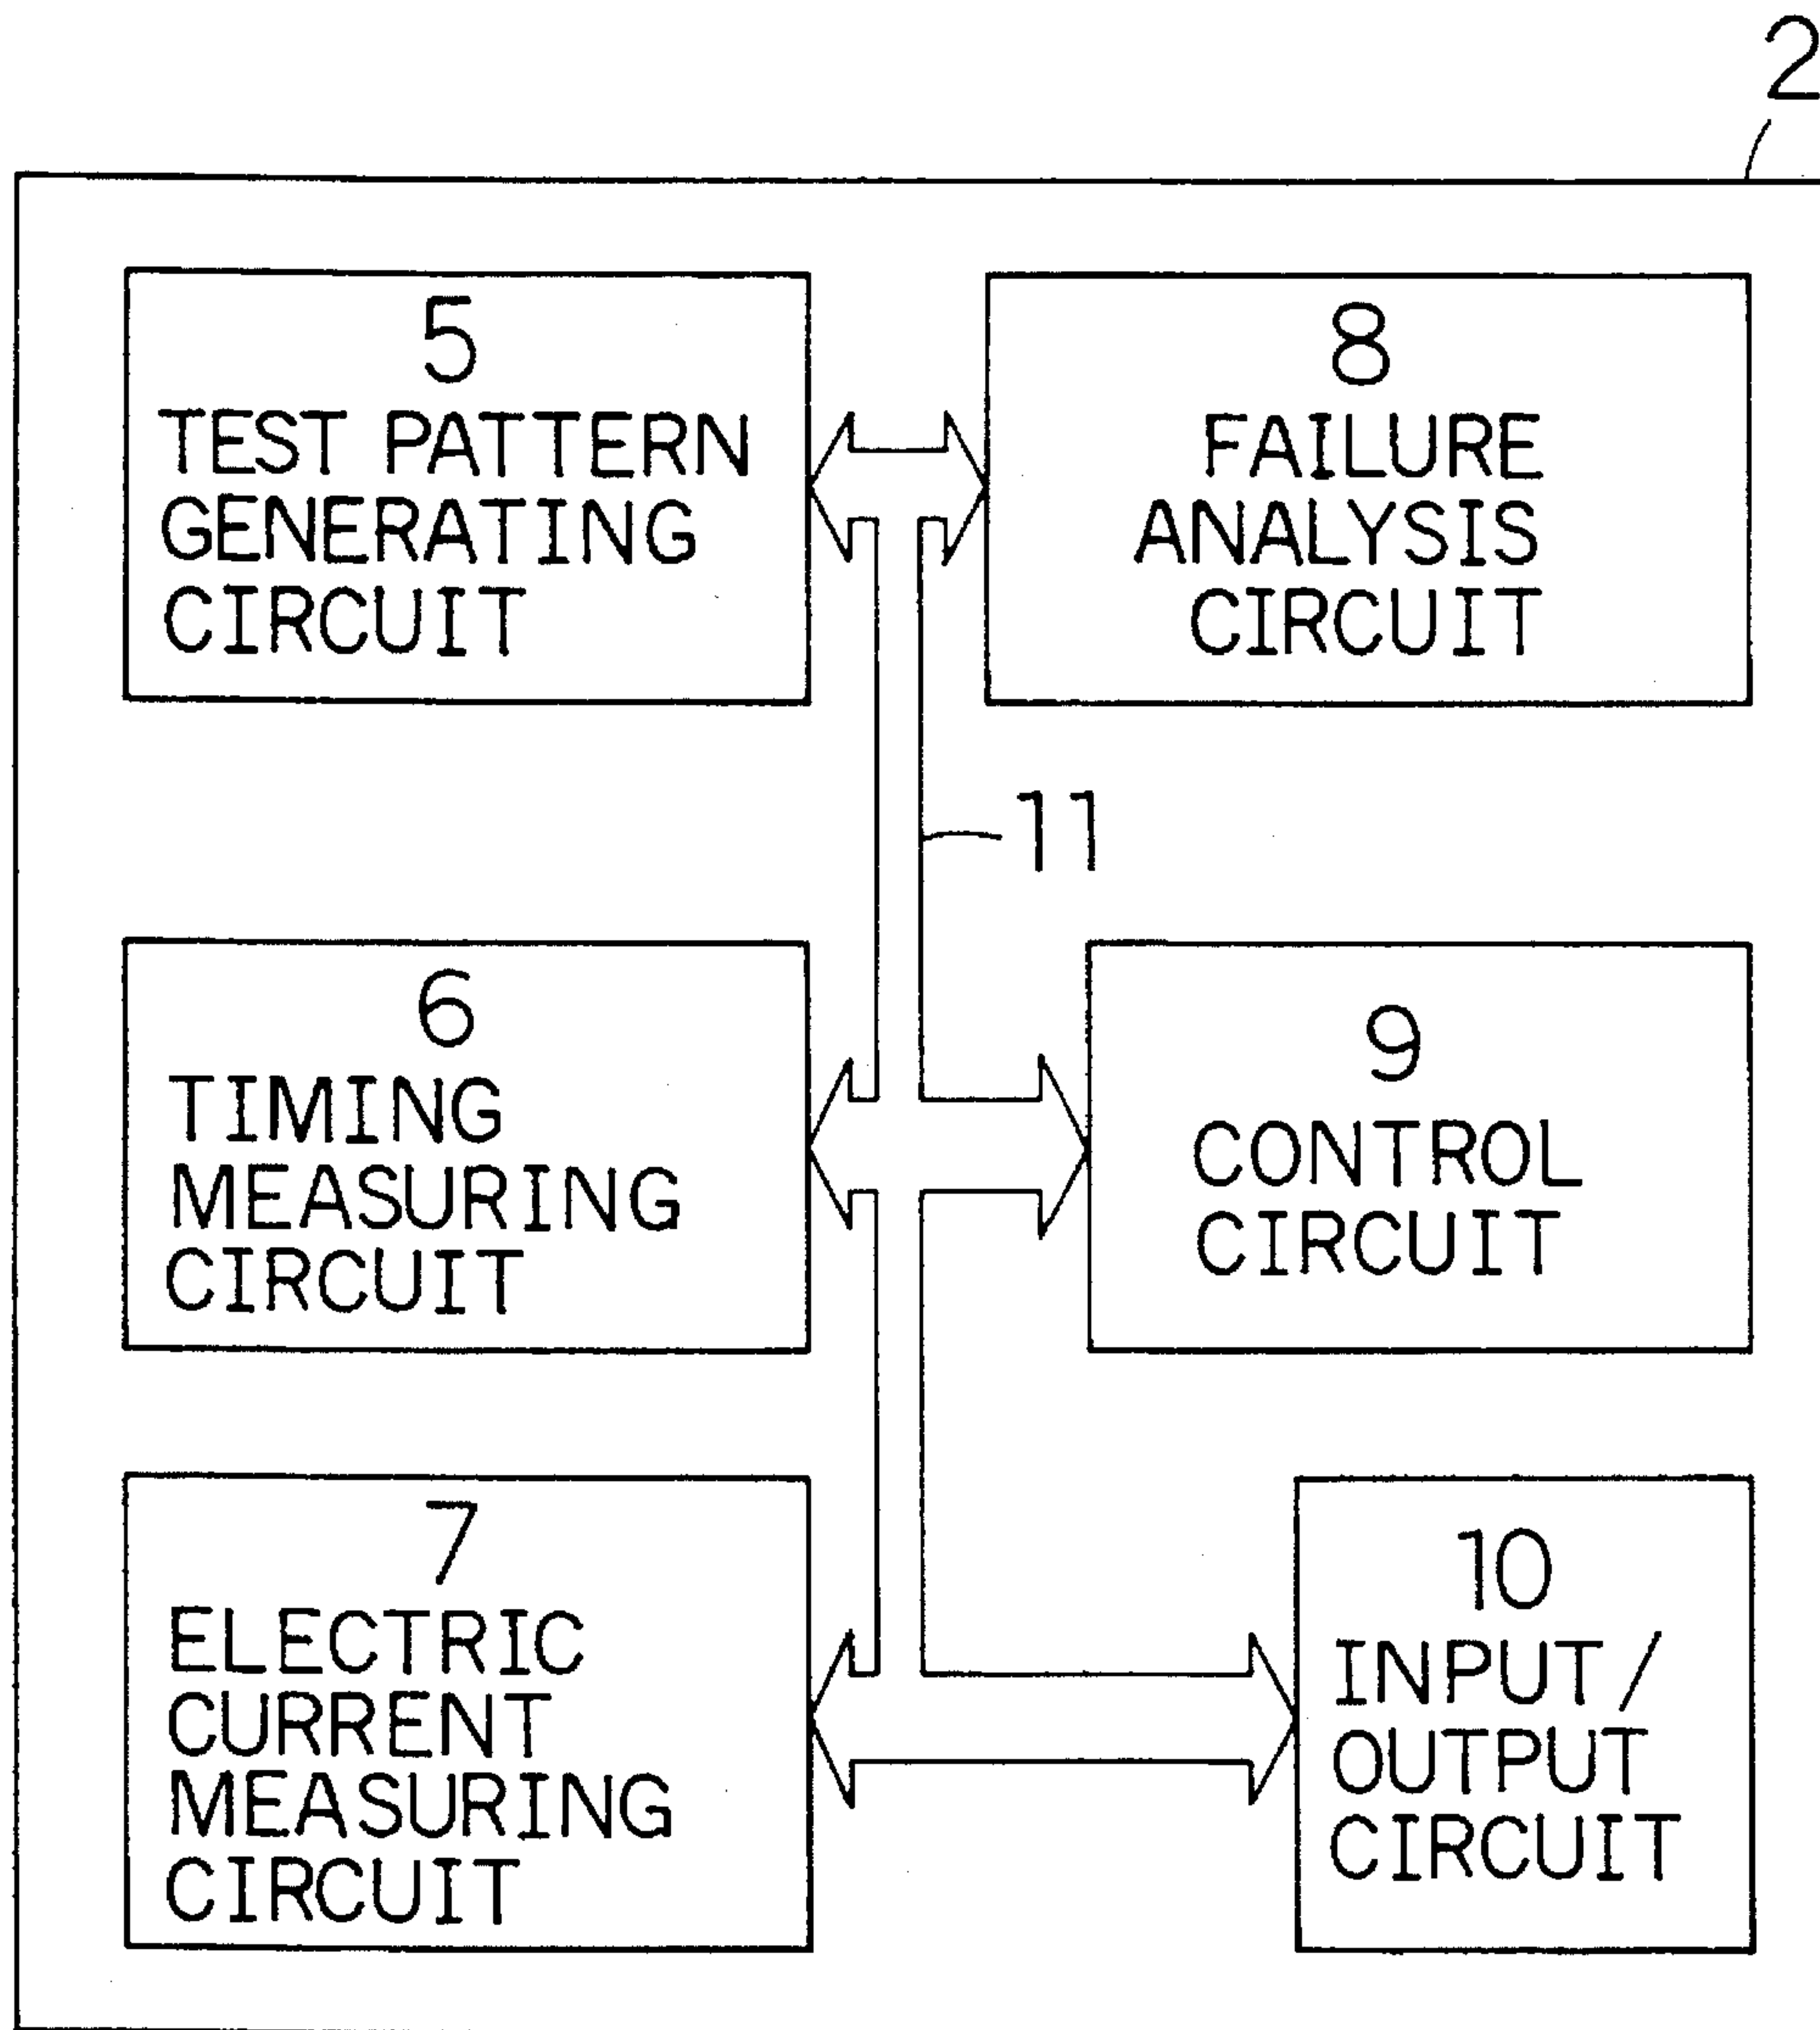 2
5
TEST PATTERN
GENERATING
CIRCUIT
8
FAILURE
ANALYSIS
CIRCUIT
11
6
TIMING
MEASURING
CIRCUIT
9
CONTROL
CIRCUIT
7
ELECTRIC
CURRENT
MEASURING
CIRCUIT
10
INPUT/
OUTPUT
CIRCUIT